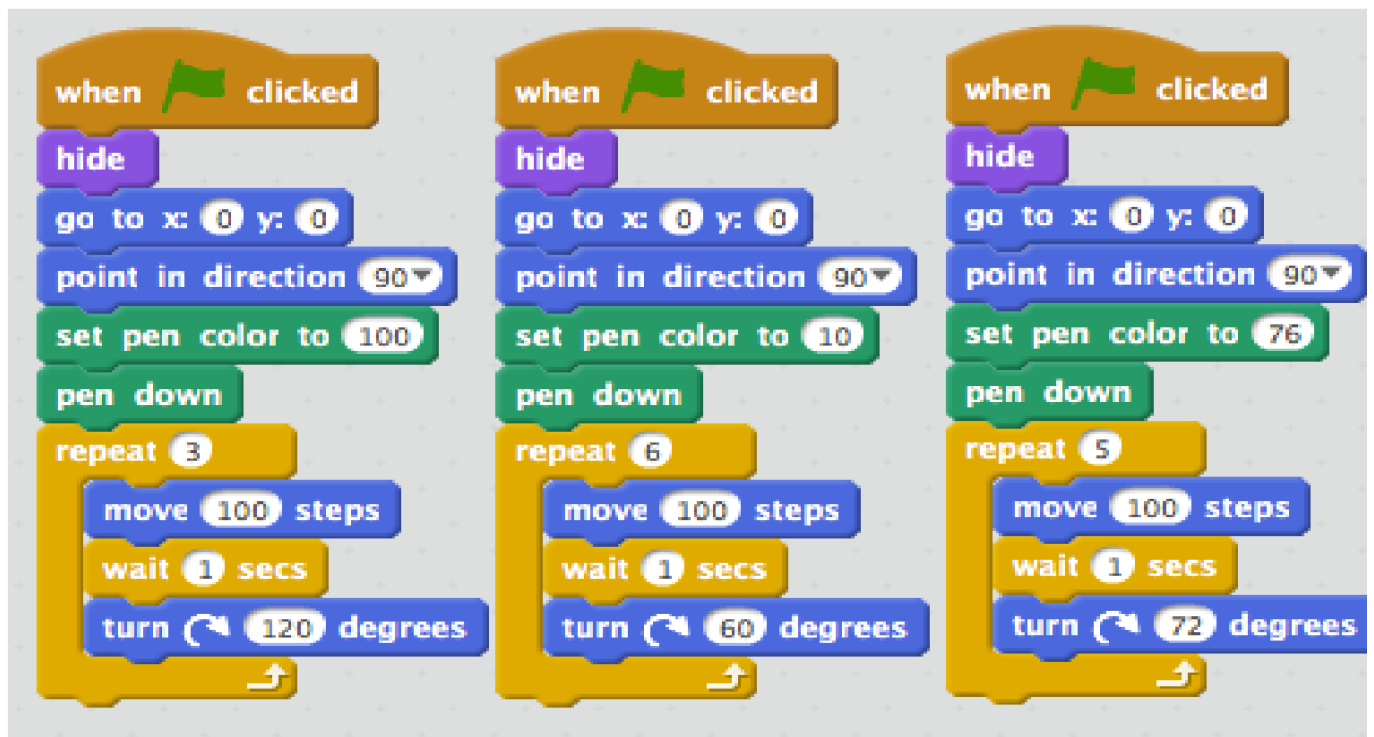 when clicked
hide
go to x: 0 y: 0
point in direction 90
set pen color to 100
pen down
repeat 3
move 100 steps
wait 1 secs
turn 120 degrees
when clicked
hide
go to x: 0 y: 0
point in direction 90
set pen color to 10
pen down
repeat 6
move 100 steps
wait 1 secs
turn 60 degrees
when clicked
hide
go to x: 0 y: 0
point in direction 90
set pen color to 76
pen down
repeat 5
move 100 steps
wait 1 secs
turn 72 degrees